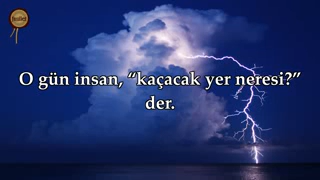 O gün insan, “kaçacak yer neresi?”
der.